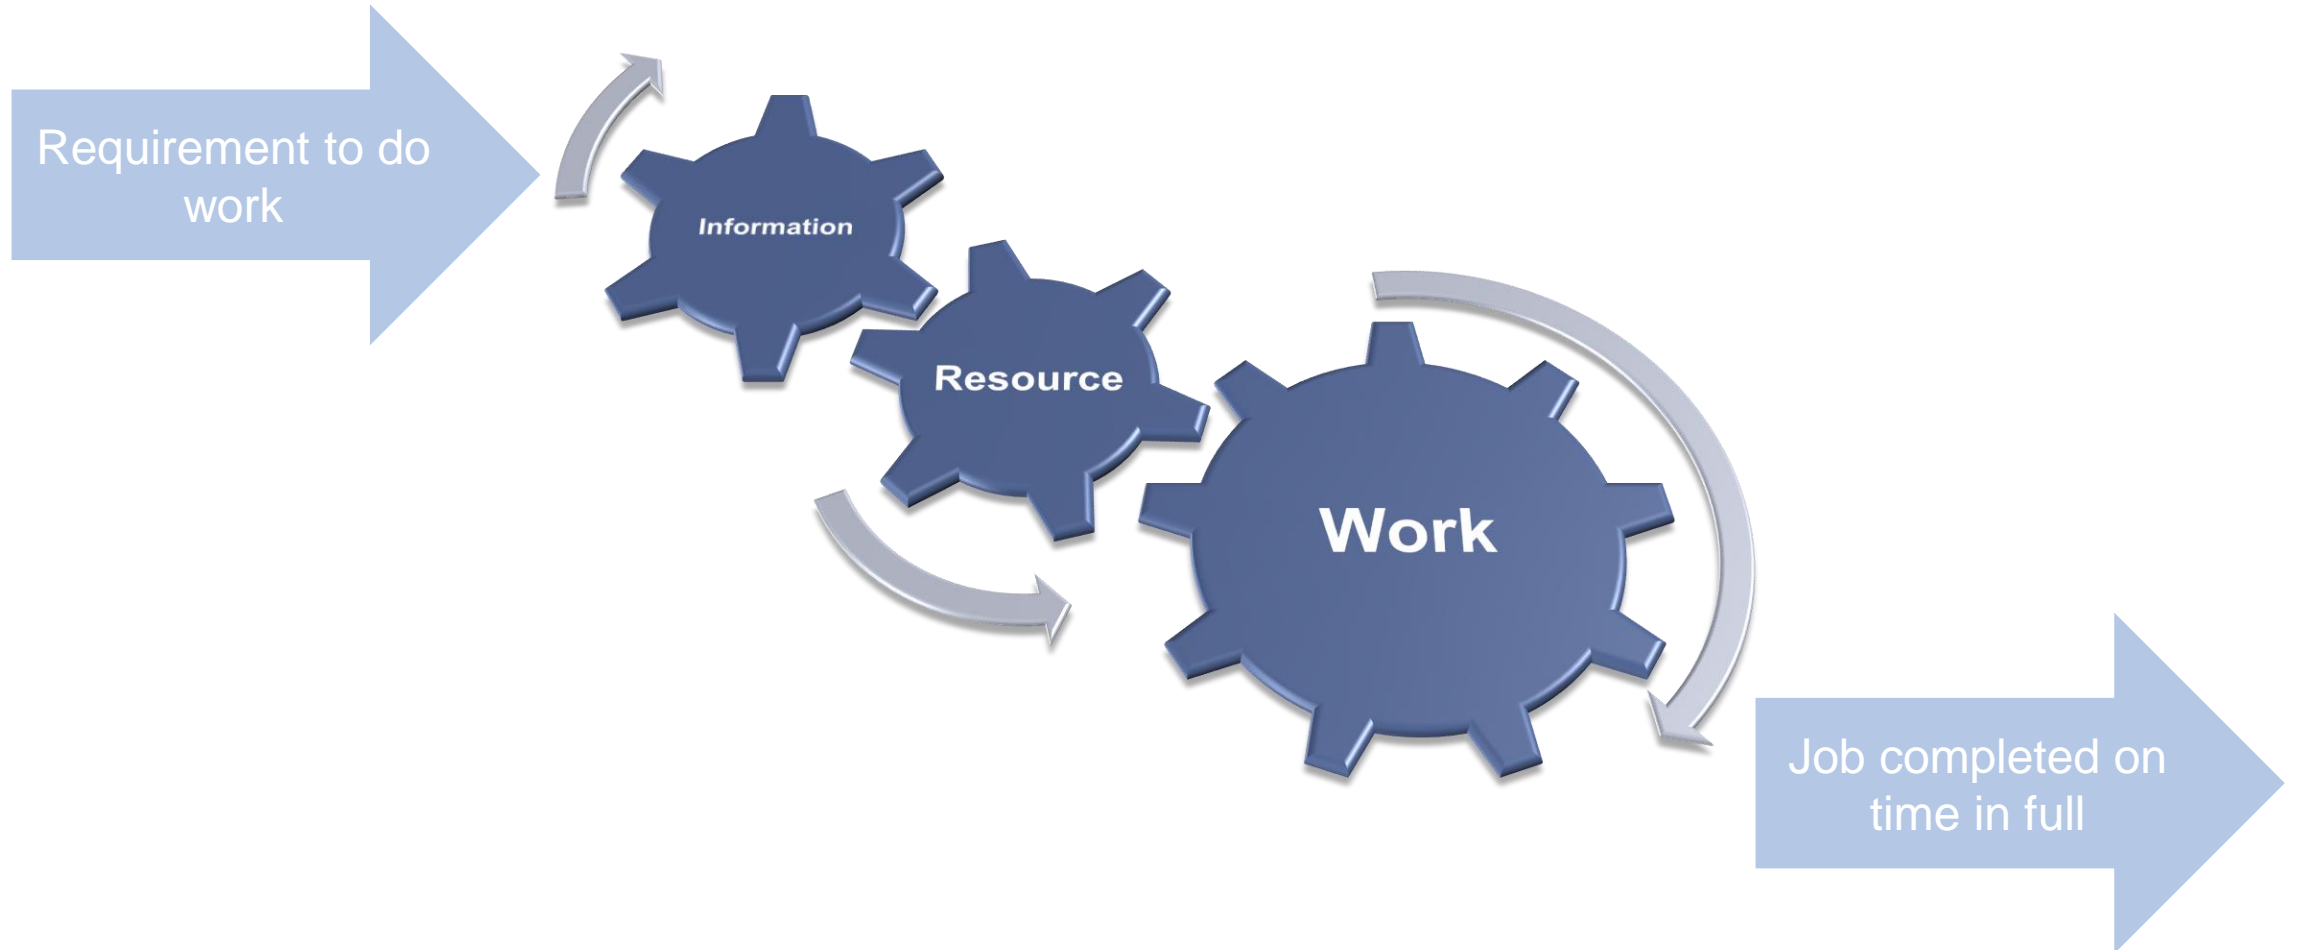 Requirement to do
work
Information
Resource
Work
Job completed on
time in full